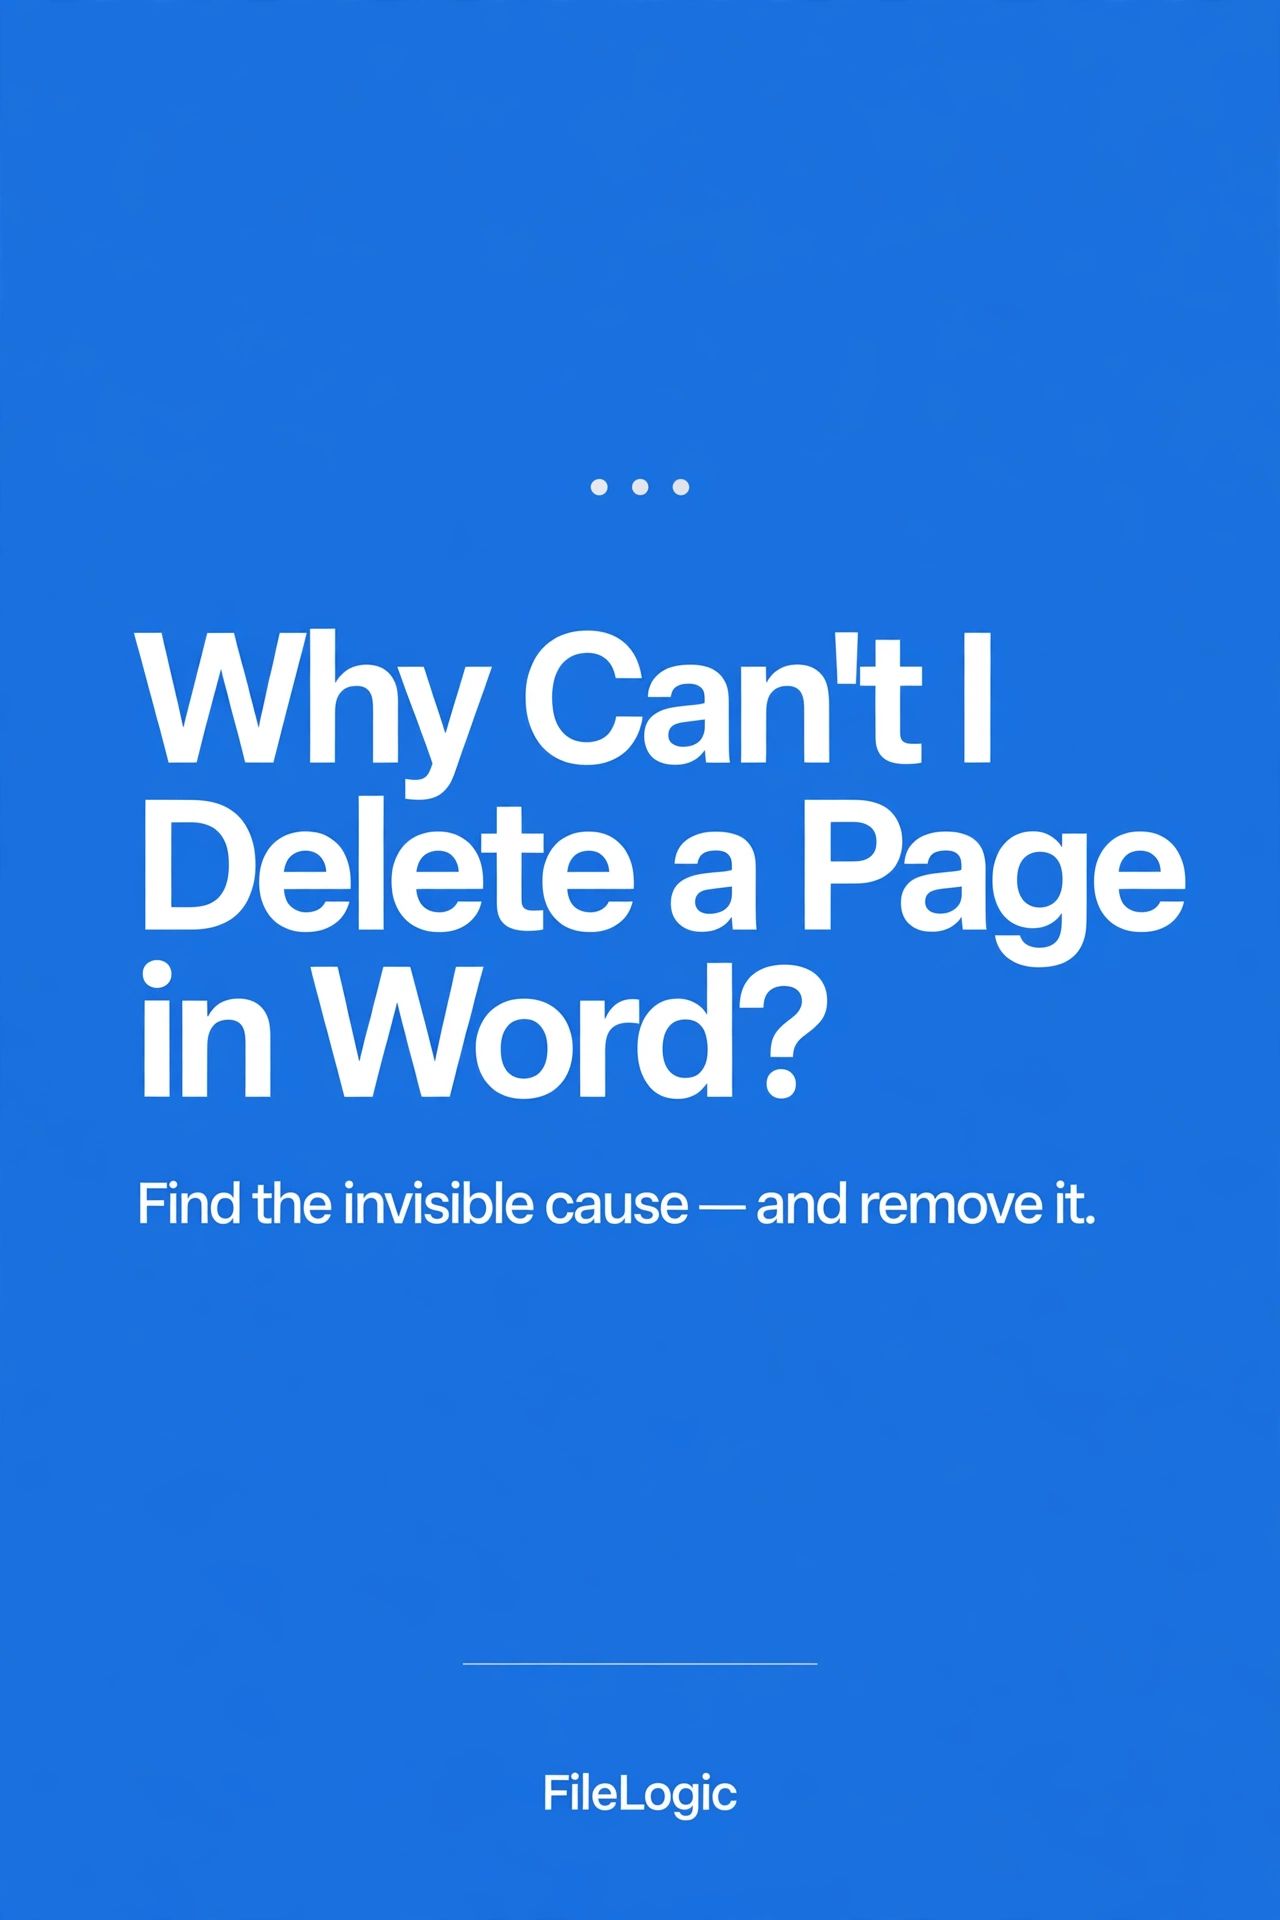 Why Can't I
Delete a Page
in Word?
Find the invisible cause — and remove it.
FileLogic